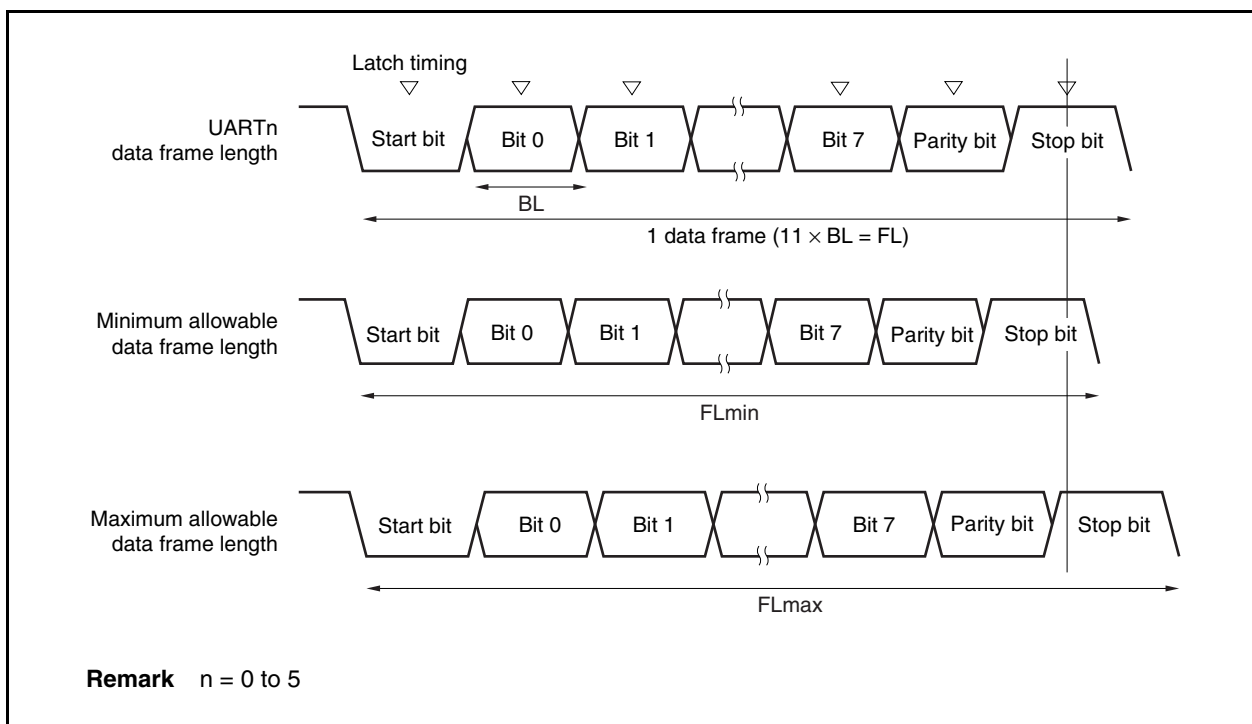 Latch timing
UARTn
data frame length
Start bit Bit 0 Bit 1 Bit 7 Parity bit Stop bit
BL
1 data frame (11 × BL = FL)
Minimum allowable
data frame length
Start bit Bit 0 Bit 1 Bit 7 Parity bit Stop bit
FLmin
Maximum allowable
data frame length
Start bit Bit 0 Bit 1 Bit 7 Parity bit Stop bit
FLmax
Remark n = 0 to 5